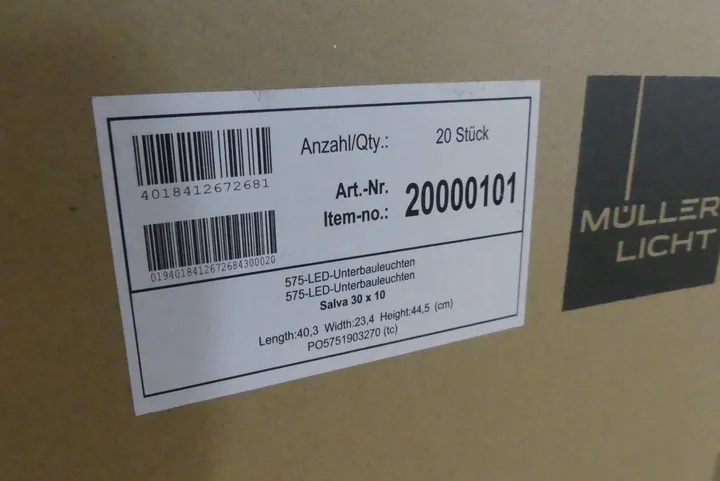 Anzahl/Qty.: 20 Stück
4018412672681
Art.-Nr.
Item-no.: 20000101
0194018412672684300020
575-LED-Unterbauleuchten
575-LED-Unterbauleuchten
Salva 30 x 10
Length:40,3 Width:23,4 Height:44,5 (cm)
PO5751903270 (tc)
MÜLLER
LICHT